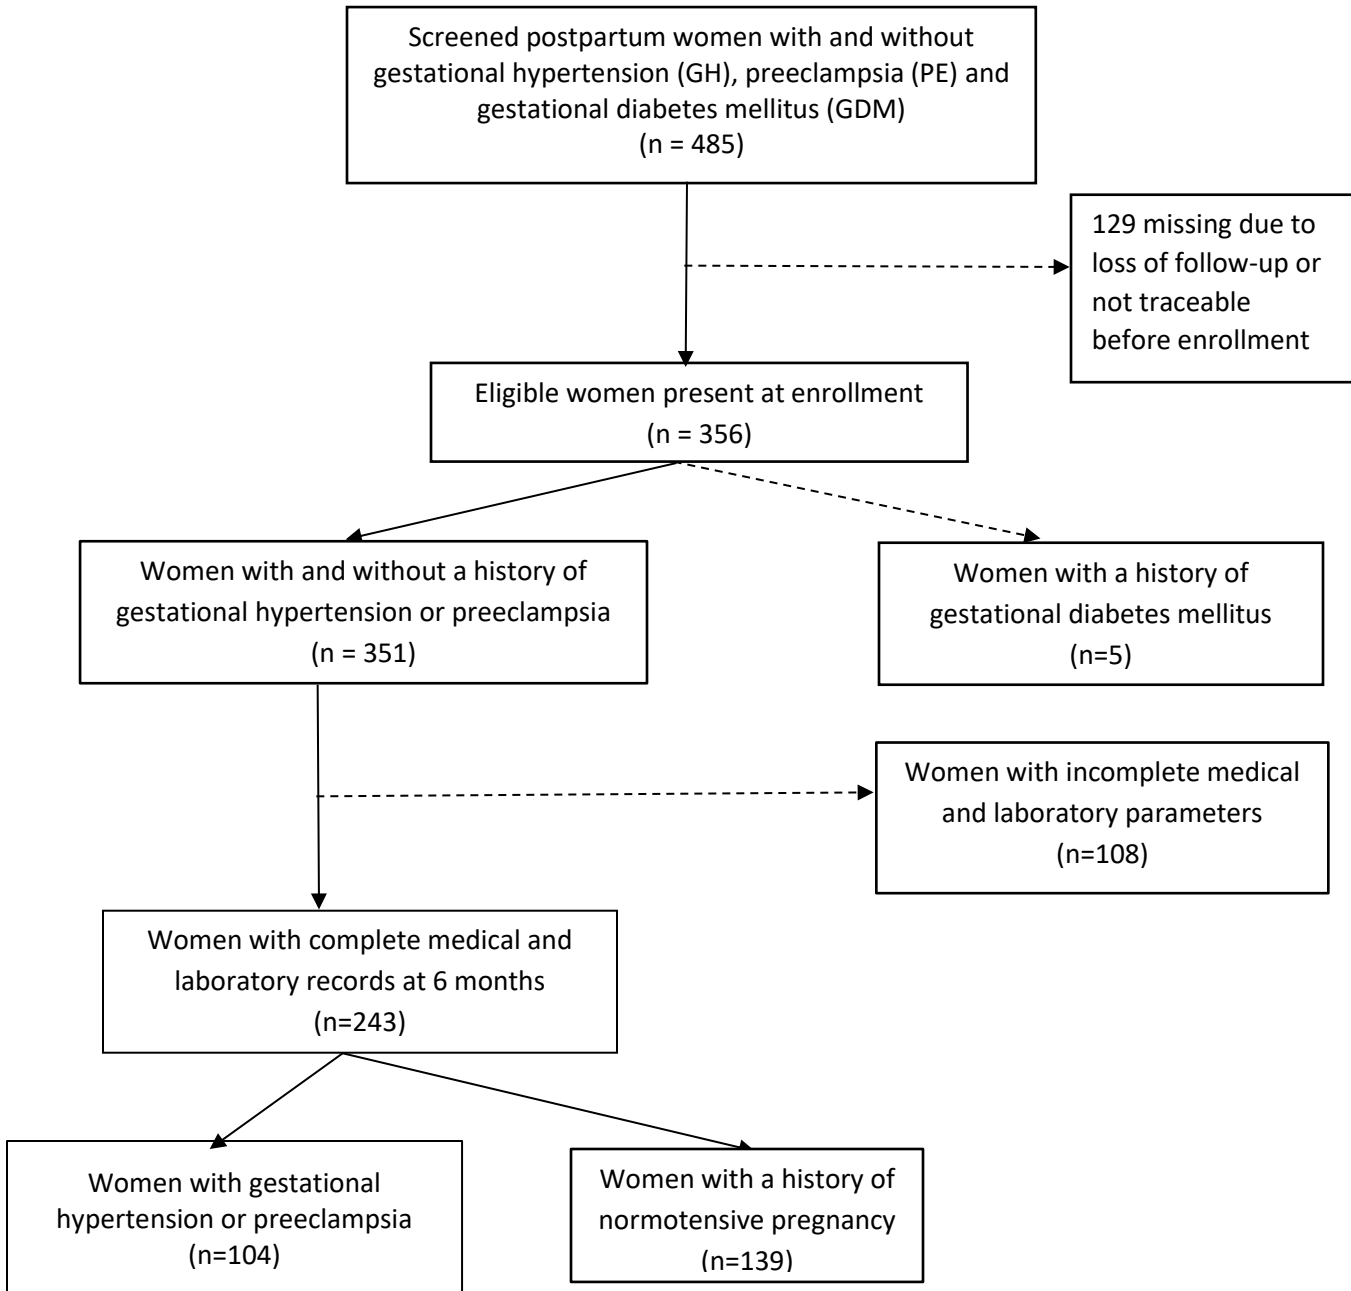 Screened postpartum women with and without
gestational hypertension (GH), preeclampsia (PE) and
gestational diabetes mellitus (GDM)
(n = 485)
129 missing due to
loss of follow-up or
not traceable
before enrollment
Eligible women present at enrollment
(n = 356)
Women with and without a history of
gestational hypertension or preeclampsia
(n = 351)
Women with a history of
gestational diabetes mellitus
(n=5)
Women with incomplete medical
and laboratory parameters
(n=108)
Women with complete medical and
laboratory records at 6 months
(n=243)
Women with gestational
hypertension or preeclampsia
(n=104)
Women with a history of
normotensive pregnancy
(n=139)